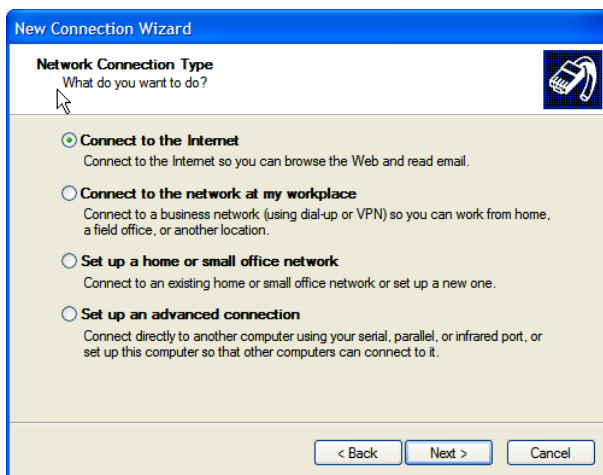 New Connection Wizard
Network Connection Type
What do you want to do?
Connect to the Internet
Connect to the Internet so you can browse the Web and read email.
Connect to the network at my workplace
Connect to a business network (using dial-up or VPN) so you can work from home,
a field office, or another location.
Set up a home or small office network
Connect to an existing home or small office network or set up a new one.
Set up an advanced connection
Connect directly to another computer using your serial, parallel, or infrared port, or
set up this computer so that other computers can connect to it.
< Back
Next >
Cancel